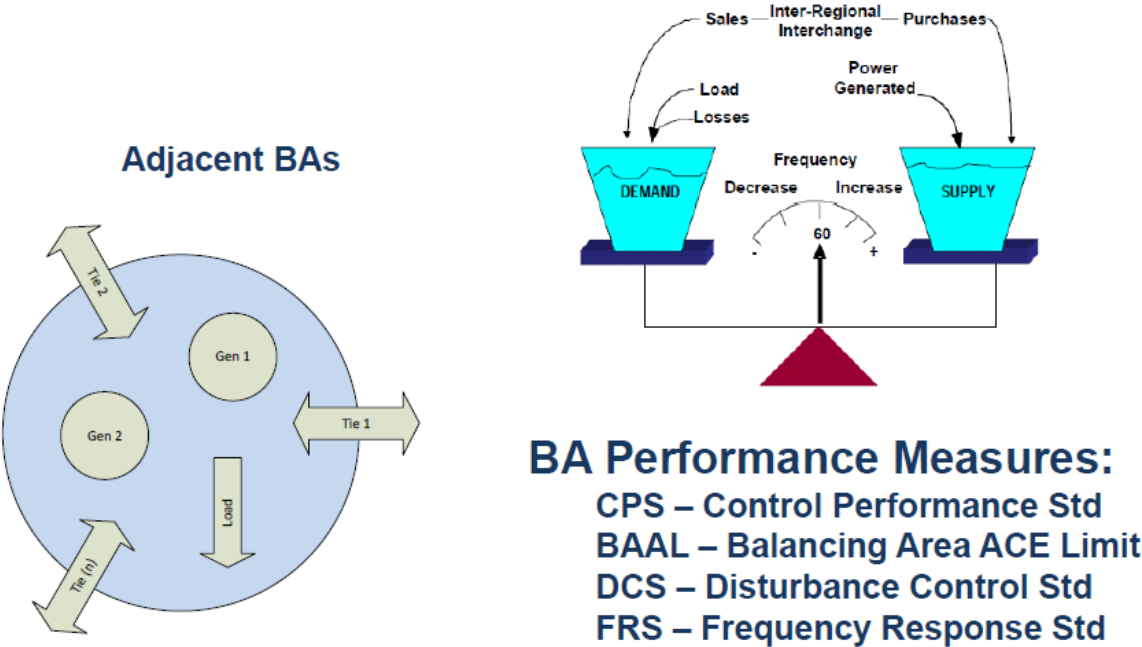 Adjacent BAs
Tie 2
Gen 1
Gen 2
Tie 1
Load
Tie (n)
Sales
Inter-Regional
Interchange
Purchases
Load
Losses
Power
Generated
Frequency
Decrease
Increase
DEMAND
SUPPLY
60
-
+
BA Performance Measures:
CPS – Control Performance Std
BAAL – Balancing Area ACE Limit
DCS – Disturbance Control Std
FRS – Frequency Response Std